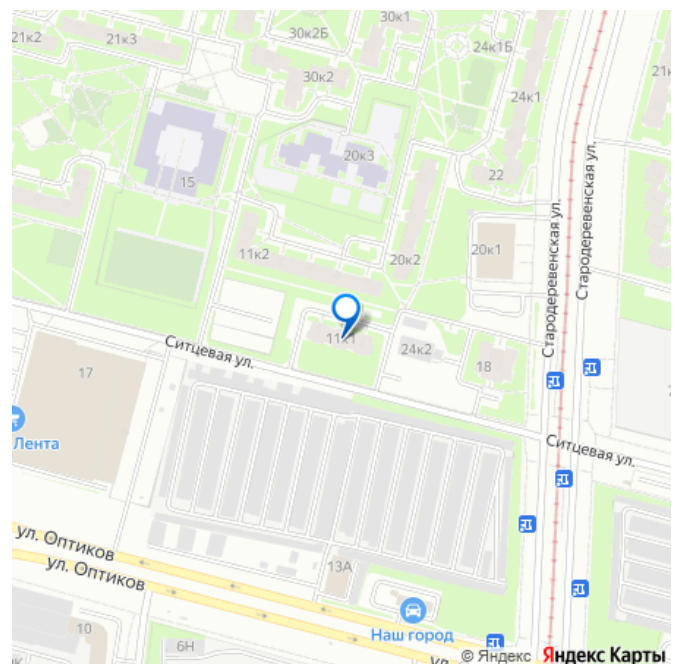 30к1
21к2
21к3
30к2Б
24к1Б
30к2
24к1
20к3
15
22
Стародеревенская ул.
Стародеревенская ул.
11к2
20к2
20к1
11к1
24к2
18
Ситцевая ул.
17
Лента
Ситцевая ул.
ул. Оптиков
ул. Оптиков
13А
Наш город
10
6Н
© Яндекс Яндекс Карты